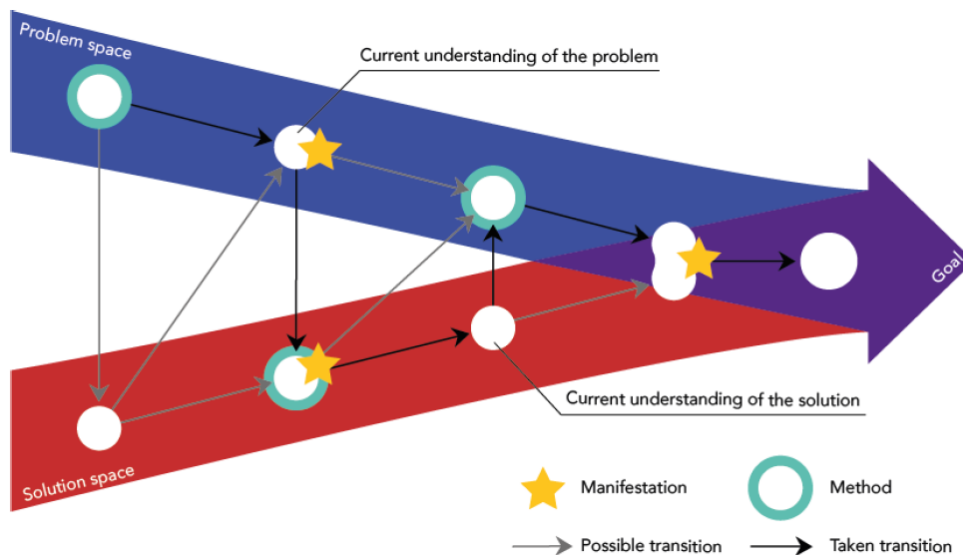 Problem space
Current understanding of the problem
Goal
Current understanding of the solution
Solution space
Manifestation
Method
Possible transition
Taken transition